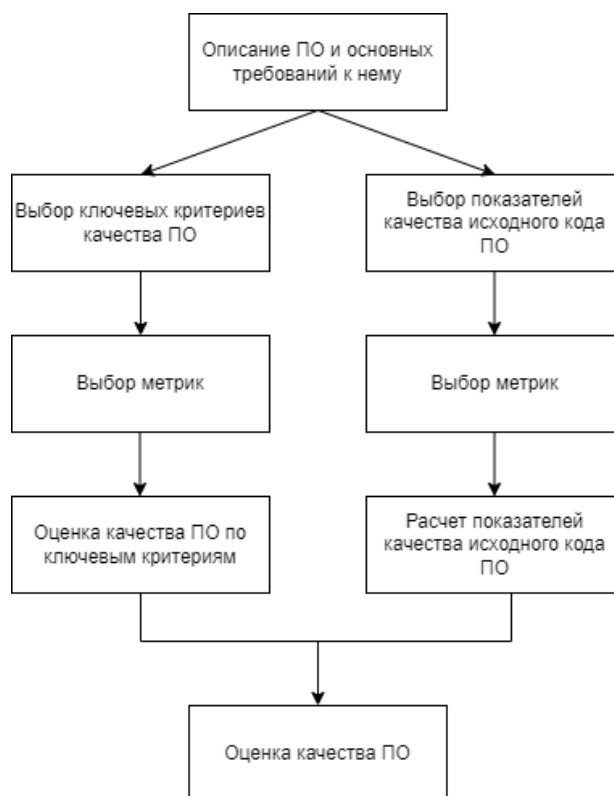 Описание ПО и основных
требований к нему
Выбор ключевых критериев
качества ПО
Выбор показателей
качества исходного кода
ПО
Выбор метрик
Выбор метрик
Оценка качества ПО по
ключевым критериям
Расчет показателей
качества исходного кода
ПО
Оценка качества ПО